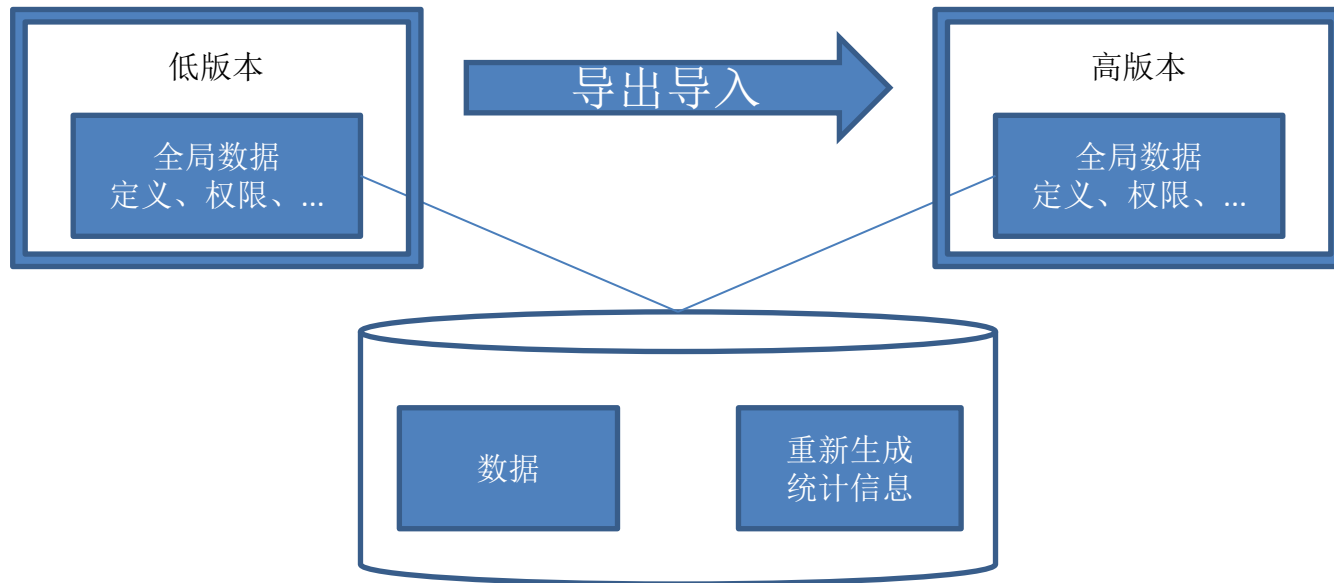 低版本
导出导入
高版本
全局数据
定义、权限、...
全局数据
定义、权限、...
数据
重新生成
统计信息